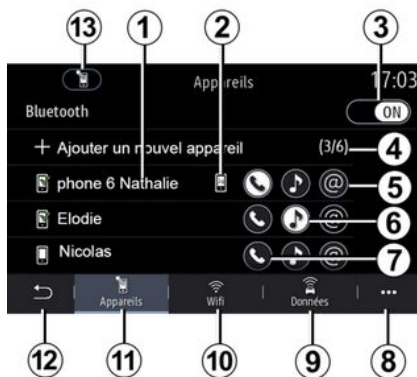 13 1 2 3
Appareils 17:03
Bluetooth ON
+ Ajouter un nouvel appareil (3/6) 4
phone 6 Nathalie @ 5
Elodie @ 6
Nicolas @ 7
Appareils Wifi Données ...
12 11 10 9 8